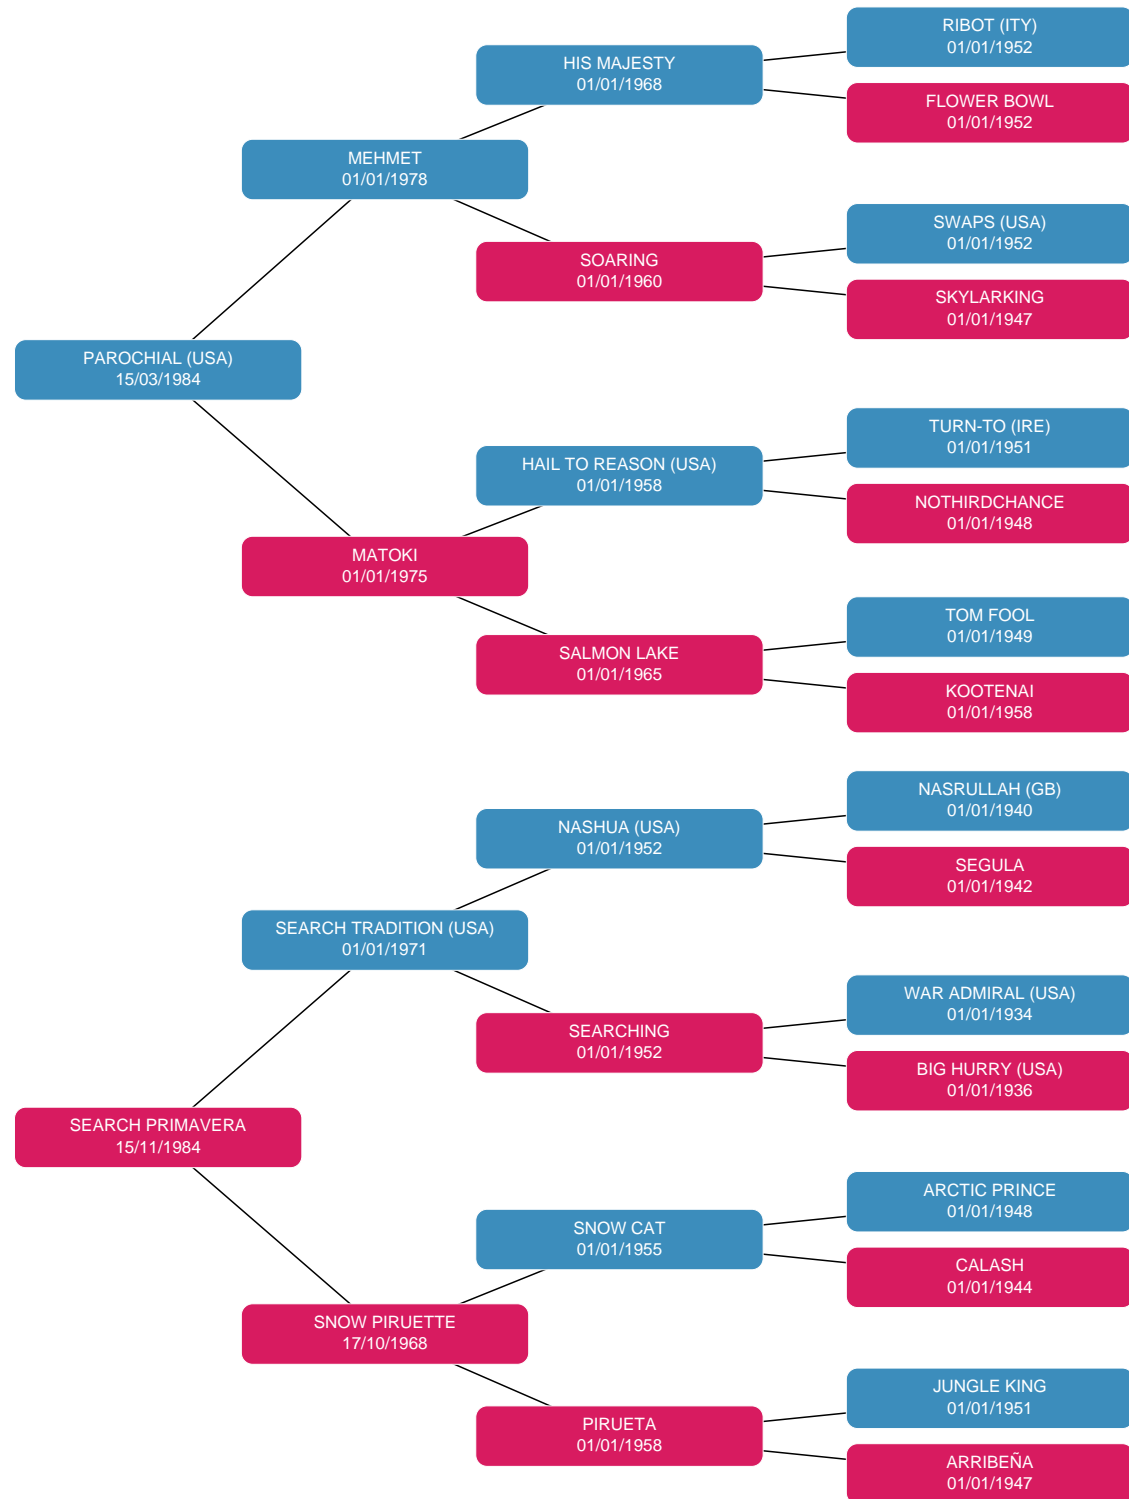 RIBOT (ITY)
01/01/1952
HIS MAJESTY
01/01/1968
FLOWER BOWL
01/01/1952
MEHMET
01/01/1978
SWAPS (USA)
01/01/1952
SOARING
01/01/1960
SKYLARKING
01/01/1947
PAROCHIAL (USA)
15/03/1984
TURN-TO (IRE)
01/01/1951
HAIL TO REASON (USA)
01/01/1958
NOTHIRDCHANCE
01/01/1948
MATOKI
01/01/1975
TOM FOOL
01/01/1949
SALMON LAKE
01/01/1965
KOOTENAI
01/01/1958
NASRULLAH (GB)
01/01/1940
NASHUA (USA)
01/01/1952
SEGULA
01/01/1942
SEARCH TRADITION (USA)
01/01/1971
WAR ADMIRAL (USA)
01/01/1934
SEARCHING
01/01/1952
BIG HURRY (USA)
01/01/1936
SEARCH PRIMAVERA
15/11/1984
ARCTIC PRINCE
01/01/1948
SNOW CAT
01/01/1955
CALASH
01/01/1944
SNOW PIRUETTE
17/10/1968
JUNGLE KING
01/01/1951
PIRUETA
01/01/1958
ARRIBEÑA
01/01/1947